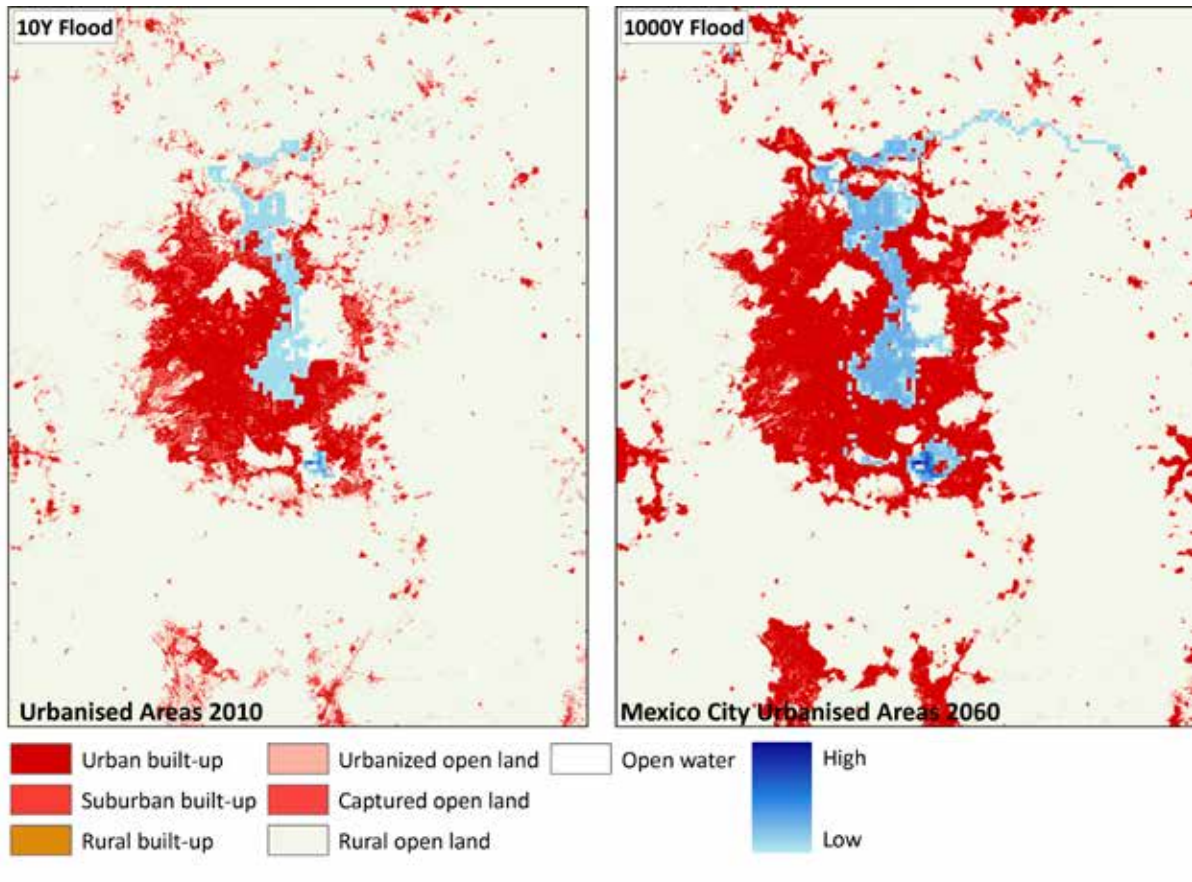 10Y Flood
1000Y Flood
Urbanised Areas 2010
Mexico City Urbanised Areas 2060
Urban built-up
Urbanized open land
Open water
High
Suburban built-up
Captured open land
Rural built-up
Rural open land
Low